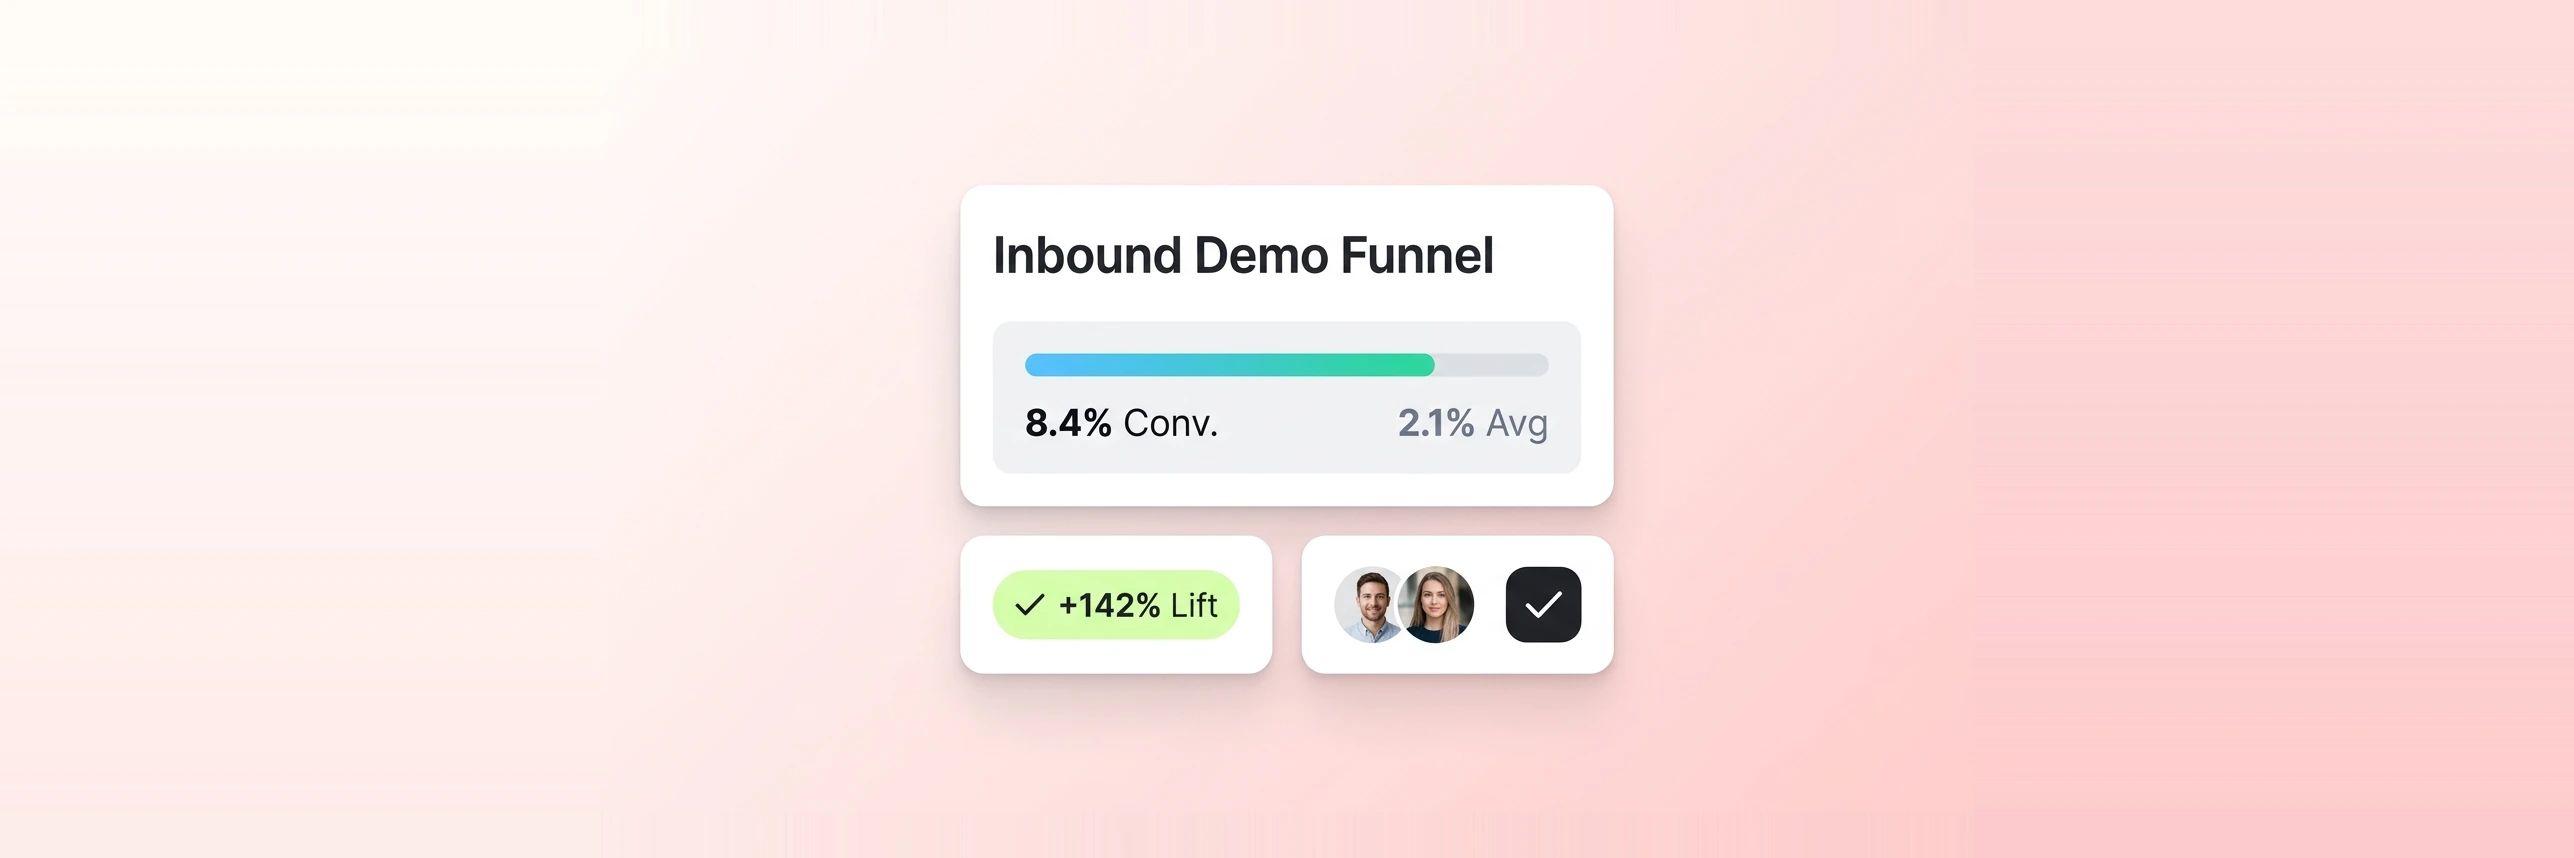 Inbound Demo Funnel
8.4% Conv. 2.1% Avg
+142% Lift